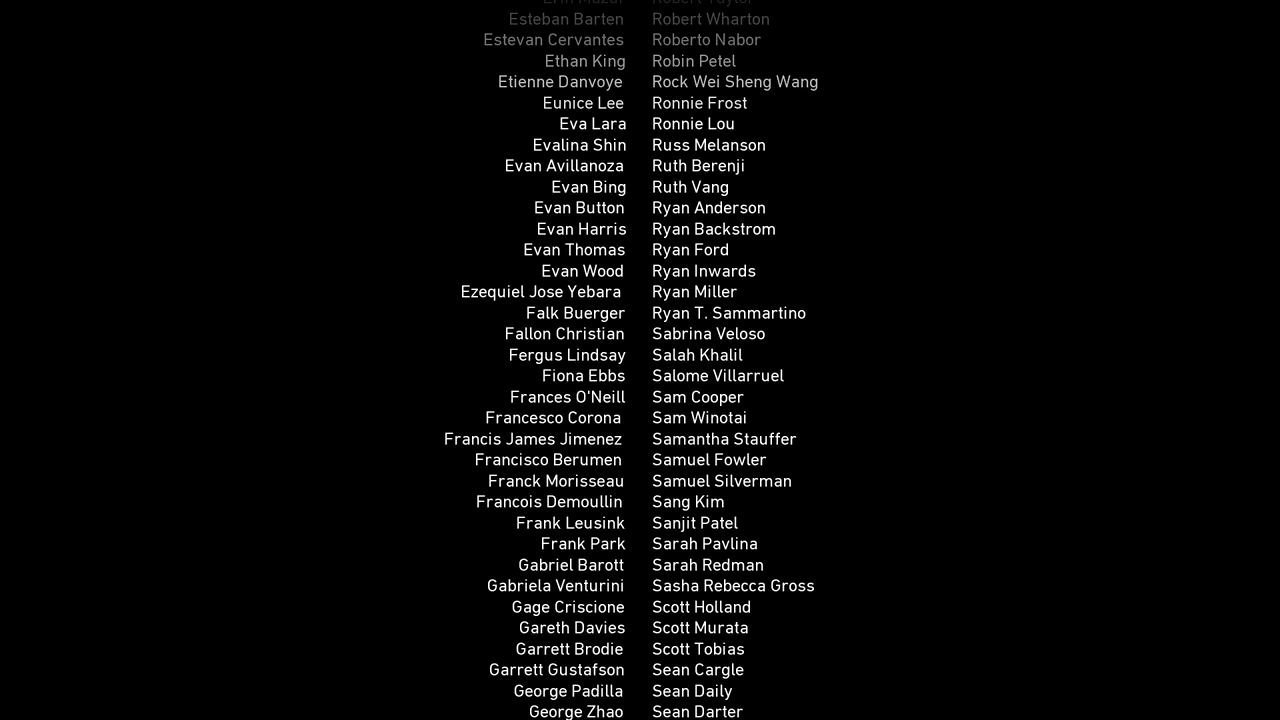 Esteban Barten Robert Wharton
Estevan Cervantes Roberto Nabor
Ethan King Robin Petel
Etienne Danvoye Rock Wei Sheng Wang
Eunice Lee Ronnie Frost
Eva Lara Ronnie Lou
Evalina Shin Russ Melanson
Evan Avillanoza Ruth Berenji
Evan Bing Ruth Vang
Evan Button Ryan Anderson
Evan Harris Ryan Backstrom
Evan Thomas Ryan Ford
Evan Wood Ryan Inwards
Ezequiel Jose Yebara Ryan Miller
Falk Buerger Ryan T. Sammartino
Fallon Christian Sabrina Veloso
Fergus Lindsay Salah Khalil
Fiona Ebbs Salome Villarruel
Frances O'Neill Sam Cooper
Francesco Corona Sam Winotai
Francis James Jimenez Samantha Stauffer
Francisco Berumen Samuel Fowler
Franck Morisseau Samuel Silverman
Francois Demoullin Sang Kim
Frank Leusink Sanjit Patel
Frank Park Sarah Pavlina
Gabriel Barott Sarah Redman
Gabriela Venturini Sasha Rebecca Gross
Gage Criscione Scott Holland
Gareth Davies Scott Murata
Garrett Brodie Scott Tobias
Garrett Gustafson Sean Cargle
George Padilla Sean Daily
George Zhao Sean Darter